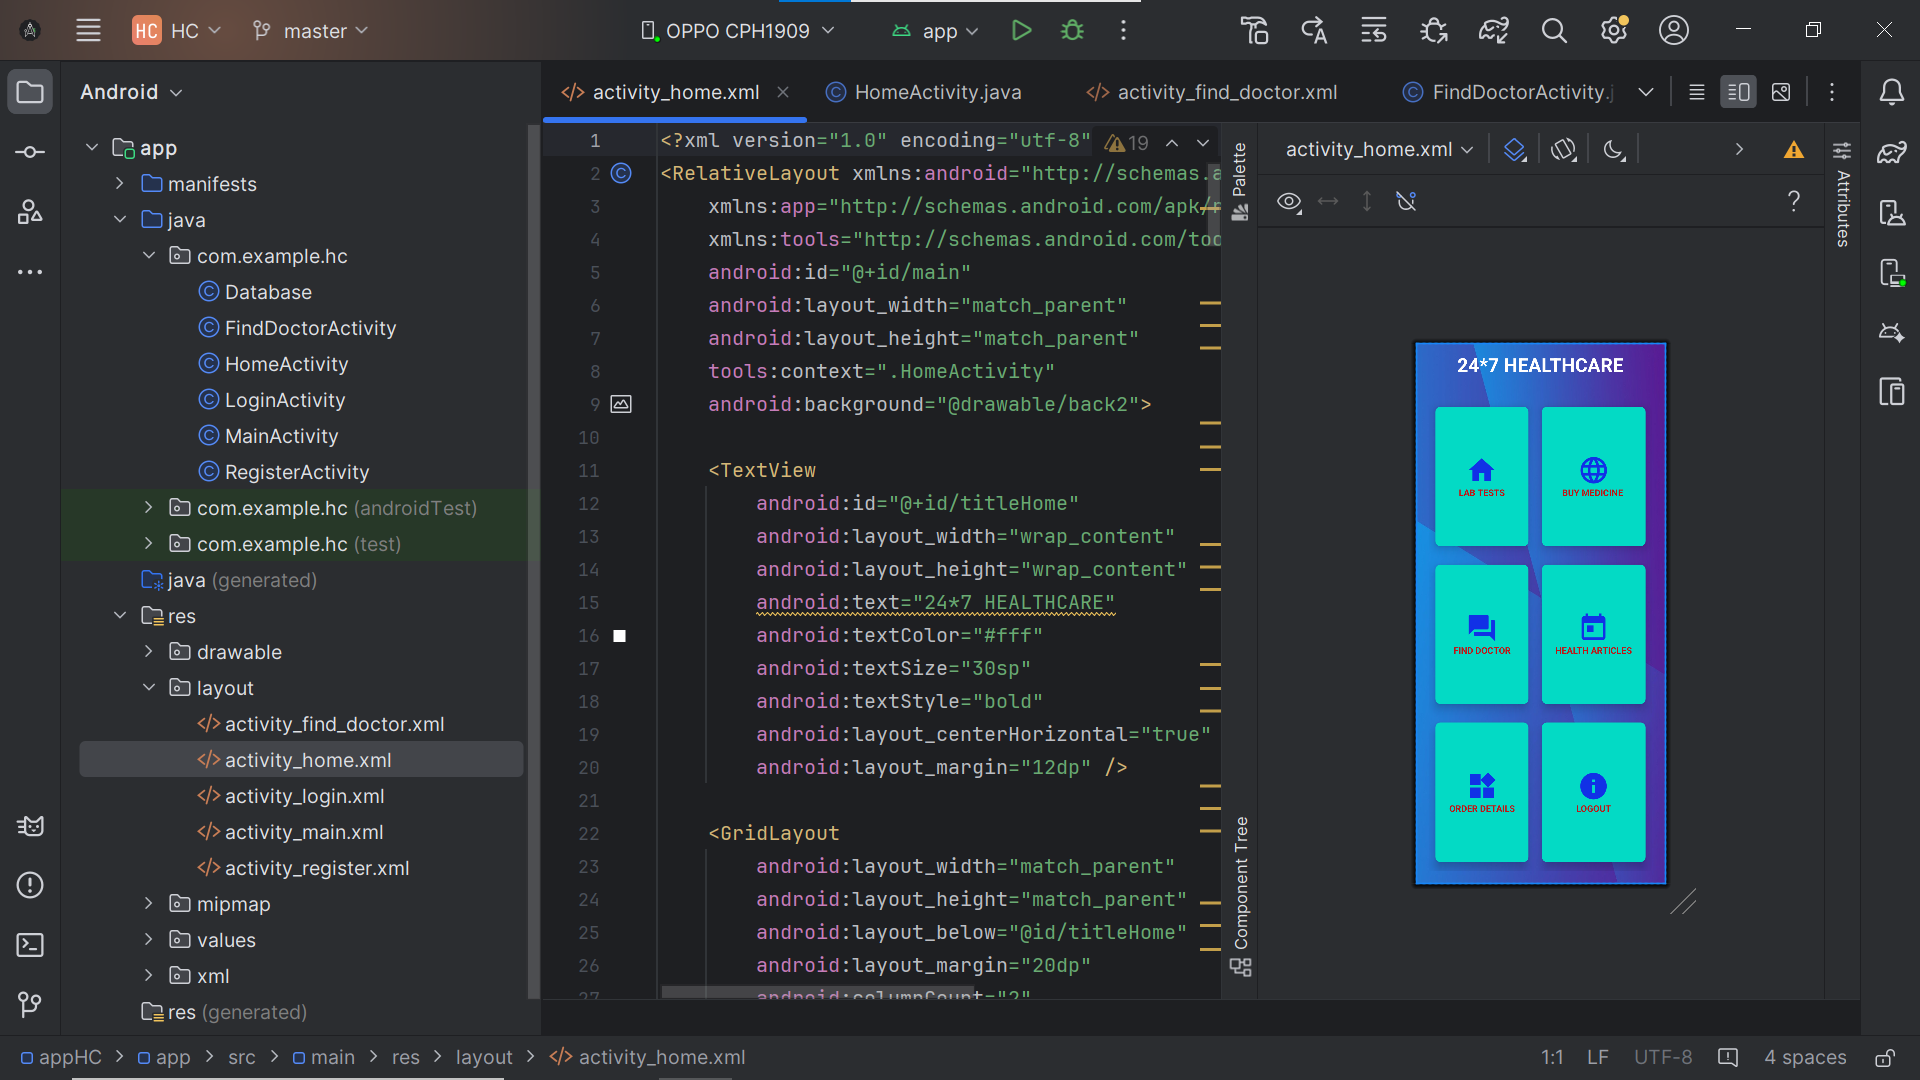 HC HC master OPPO CPH1909 app
Android
activity_home.xml HomeActivity.java activity_find_doctor.xml FindDoctorActivity.j
app
manifests
java
com.example.hc
Database
FindDoctorActivity
HomeActivity
LoginActivity
MainActivity
RegisterActivity
com.example.hc (androidTest)
com.example.hc (test)
java (generated)
res
drawable
layout
activity_find_doctor.xml
activity_home.xml
activity_login.xml
activity_main.xml
activity_register.xml
mipmap
values
xml
res (generated)
1 <?xml version="1.0" encoding="utf-8" 19
2 <RelativeLayout xmlns:android="http://schemas.a
3 xmlns:app="http://schemas.android.com/apk/r
4 xmlns:tools="http://schemas.android.com/too
5 android:id="@+id/main"
6 android:layout_width="match_parent"
7 android:layout_height="match_parent"
8 tools:context=".HomeActivity"
9 android:background="@drawable/back2">
10
11 <TextView
12 android:id="@+id/titleHome"
13 android:layout_width="wrap_content"
14 android:layout_height="wrap_content"
15 android:text="24*7 HEALTHCARE"
16 android:textColor="#fff"
17 android:textSize="30sp"
18 android:textStyle="bold"
19 android:layout_centerHorizontal="true"
20 android:layout_margin="12dp" />
21
22 <GridLayout
23 android:layout_width="match_parent"
24 android:layout_height="match_parent"
25 android:layout_below="@id/titleHome"
26 android:layout_margin="20dp"
27 android:columnCount="2"
Palette
Component Tree
activity_home.xml
?
Attributes
24*7 HEALTHCARE
LAB TESTS BUY MEDICINE
FIND DOCTOR HEALTH ARTICLES
ORDER DETAILS LOGOUT
appHC > app > src > main > res > layout > activity_home.xml 1:1 LF UTF-8 4 spaces